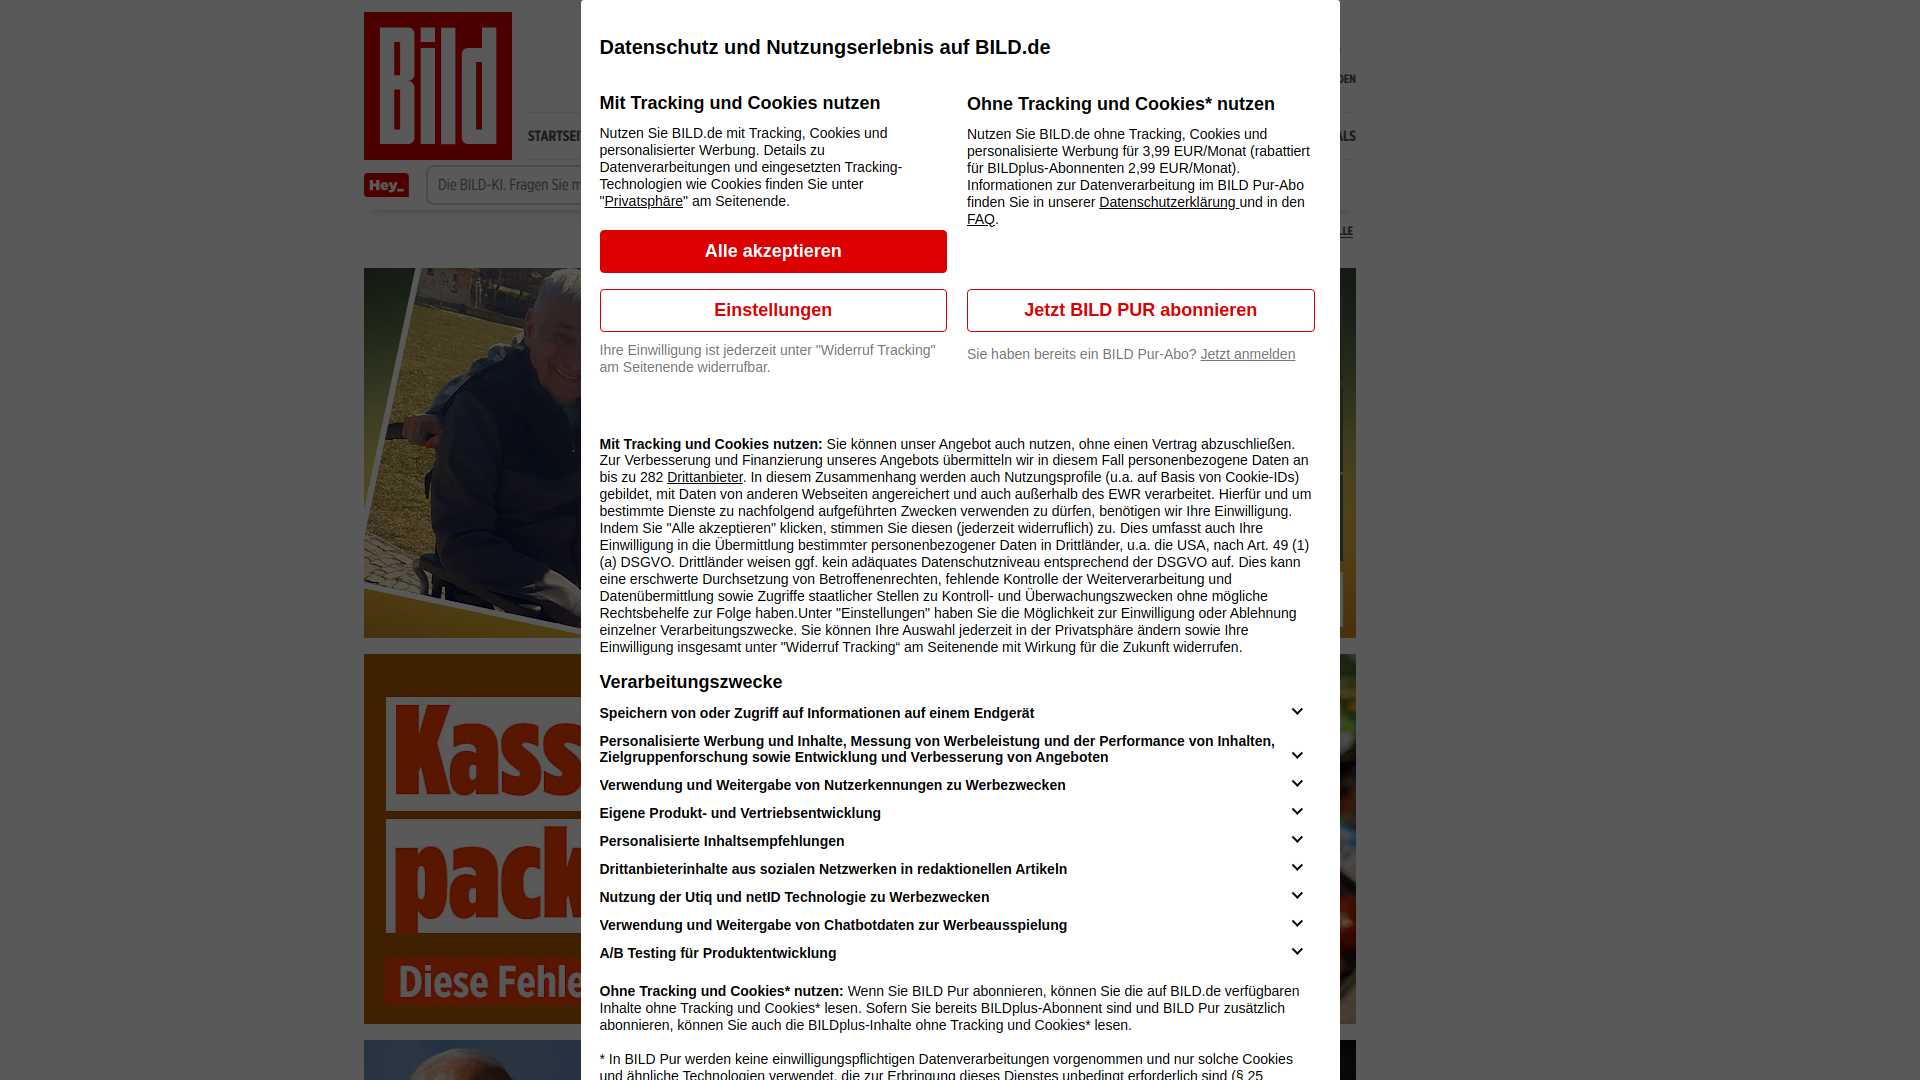 Bild
Hey_
Die BILD-KI. Fragen Sie
Kass
pack
Diese Fehle
Datenschutz und Nutzungserlebnis auf BILD.de
Mit Tracking und Cookies nutzen
Nutzen Sie BILD.de mit Tracking, Cookies und
personalisierter Werbung. Details zu
Datenverarbeitungen und eingesetzten Tracking-
Technologien wie Cookies finden Sie unter
"Privatsphäre" am Seitenende.
Alle akzeptieren
Einstellungen
Ihre Einwilligung ist jederzeit unter "Widerruf Tracking"
am Seitenende widerrufbar.
Ohne Tracking und Cookies* nutzen
Nutzen Sie BILD.de ohne Tracking, Cookies und
personalisierte Werbung für 3,99 EUR/Monat (rabattiert
für BILDplus-Abonnenten 2,99 EUR/Monat).
Informationen zur Datenverarbeitung im BILD Pur-Abo
finden Sie in unserer Datenschutzerklärung und in den
FAQ.
Jetzt BILD PUR abonnieren
Sie haben bereits ein BILD Pur-Abo? Jetzt anmelden
Mit Tracking und Cookies nutzen: Sie können unser Angebot auch nutzen, ohne einen Vertrag abzuschließen.
Zur Verbesserung und Finanzierung unseres Angebots übermitteln wir in diesem Fall personenbezogene Daten an
bis zu 282 Drittanbieter. In diesem Zusammenhang werden auch Nutzungsprofile (u.a. auf Basis von Cookie-IDs)
gebildet, mit Daten von anderen Webseiten angereichert und auch außerhalb des EWR verarbeitet. Hierfür und um
bestimmte Dienste zu nachfolgend aufgeführten Zwecken verwenden zu dürfen, benötigen wir Ihre Einwilligung.
Indem Sie "Alle akzeptieren" klicken, stimmen Sie diesen (jederzeit widerruflich) zu. Dies umfasst auch Ihre
Einwilligung in die Übermittlung bestimmter personenbezogener Daten in Drittländer, u.a. die USA, nach Art. 49 (1)
(a) DSGVO. Drittländer weisen ggf. kein adäquates Datenschutzniveau entsprechend der DSGVO auf. Dies kann
eine erschwerte Durchsetzung von Betroffenenrechten, fehlende Kontrolle der Weiterverarbeitung und
Datenübermittlung sowie Zugriffe staatlicher Stellen zu Kontroll- und Überwachungszwecken ohne mögliche
Rechtsbehelfe zur Folge haben.Unter "Einstellungen" haben Sie die Möglichkeit zur Einwilligung oder Ablehnung
einzelner Verarbeitungszwecke. Sie können Ihre Auswahl jederzeit in der Privatsphäre ändern sowie Ihre
Einwilligung insgesamt unter "Widerruf Tracking“ am Seitenende mit Wirkung für die Zukunft widerrufen.
Verarbeitungszwecke
Speichern von oder Zugriff auf Informationen auf einem Endgerät
Personalisierte Werbung und Inhalte, Messung von Werbeleistung und der Performance von Inhalten,
Zielgruppenforschung sowie Entwicklung und Verbesserung von Angeboten
Verwendung und Weitergabe von Nutzerkennungen zu Werbezwecken
Eigene Produkt- und Vertriebsentwicklung
Personalisierte Inhaltsempfehlungen
Drittanbieterinhalte aus sozialen Netzwerken in redaktionellen Artikeln
Nutzung der Utiq und netID Technologie zu Werbezwecken
Verwendung und Weitergabe von Chatbotdaten zur Werbeausspielung
A/B Testing für Produktentwicklung
Ohne Tracking und Cookies* nutzen: Wenn Sie BILD Pur abonnieren, können Sie die auf BILD.de verfügbaren
Inhalte ohne Tracking und Cookies* lesen. Sofern Sie bereits BILDplus-Abonnent sind und BILD Pur zusätzlich
abonnieren, können Sie auch die BILDplus-Inhalte ohne Tracking und Cookies* lesen.
* In BILD Pur werden keine einwilligungspflichtigen Datenverarbeitungen vorgenommen und nur solche Cookies
und ähnliche Technologien verwendet, die zur Erbringung dieses Dienstes unbedingt erforderlich sind (§ 25